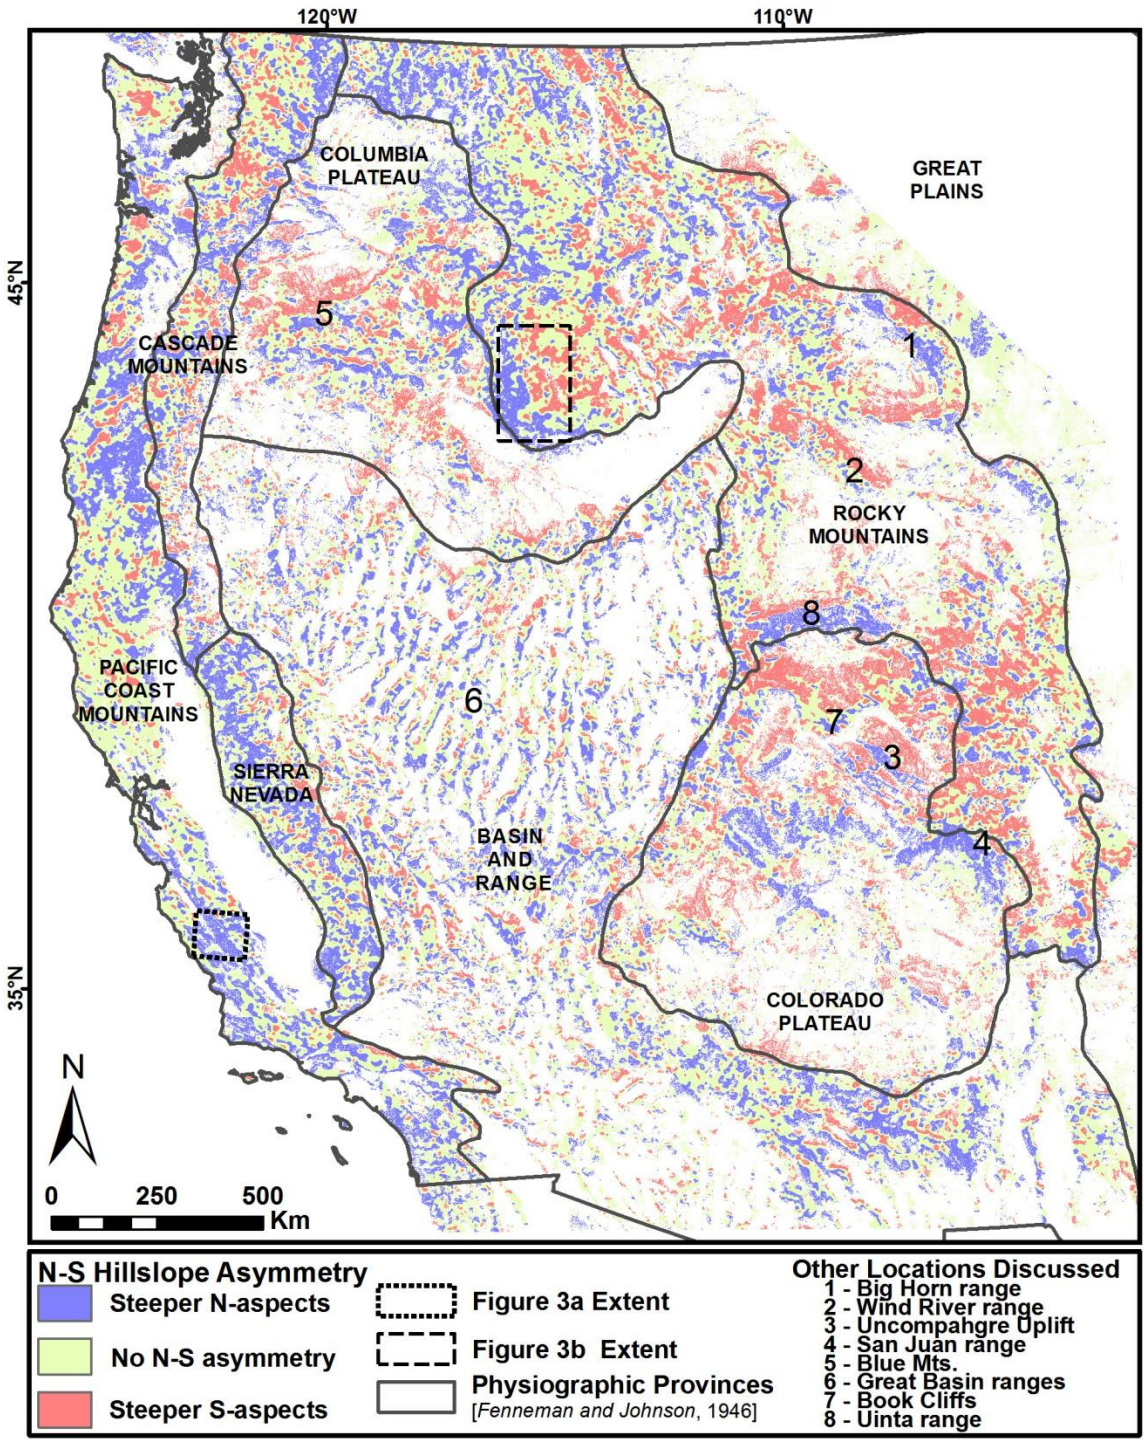 120°W
110°W
45°N
35°N
COLUMBIA
PLATEAU
GREAT
PLAINS
5
1
CASCADE
MOUNTAINS
2
ROCKY
MOUNTAINS
8
PACIFIC
COAST
MOUNTAINS
6
7
3
SIERRA
NEVADA
BASIN
AND
RANGE
4
COLORADO
PLATEAU
N
0 250 500
Km
N-S Hillslope Asymmetry
Steeper N-aspects
No N-S asymmetry
Steeper S-aspects
Figure 3a Extent
Figure 3b Extent
Physiographic Provinces
[Fenneman and Johnson, 1946]
Other Locations Discussed
1 - Big Horn range
2 - Wind River range
3 - Uncompahgre Uplift
4 - San Juan range
5 - Blue Mts.
6 - Great Basin ranges
7 - Book Cliffs
8 - Uinta range